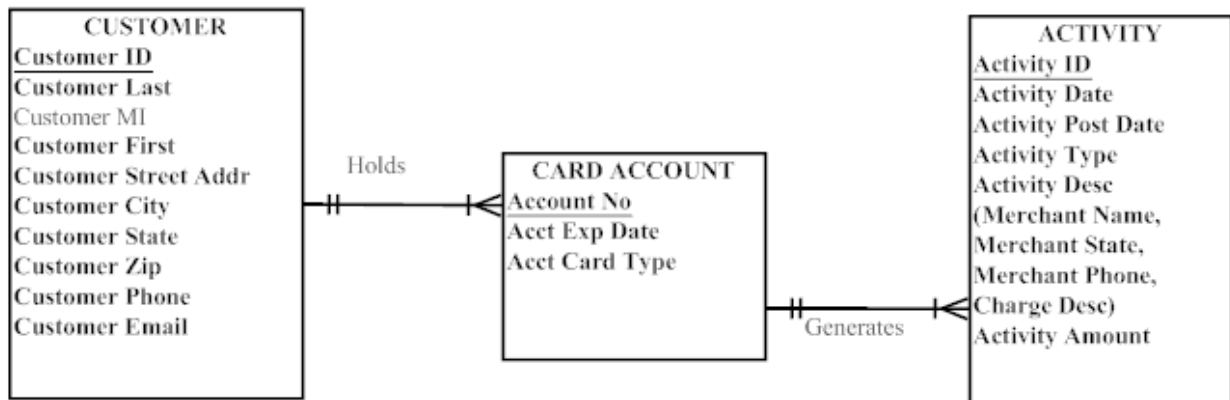 CUSTOMER
Customer ID
Customer Last
Customer MI
Customer First
Customer Street Addr
Customer City
Customer State
Customer Zip
Customer Phone
Customer Email
Holds
CARD ACCOUNT
Account No
Acct Exp Date
Acct Card Type
Generates
ACTIVITY
Activity ID
Activity Date
Activity Post Date
Activity Type
Activity Desc
(Merchant Name,
Merchant State,
Merchant Phone,
Charge Desc)
Activity Amount